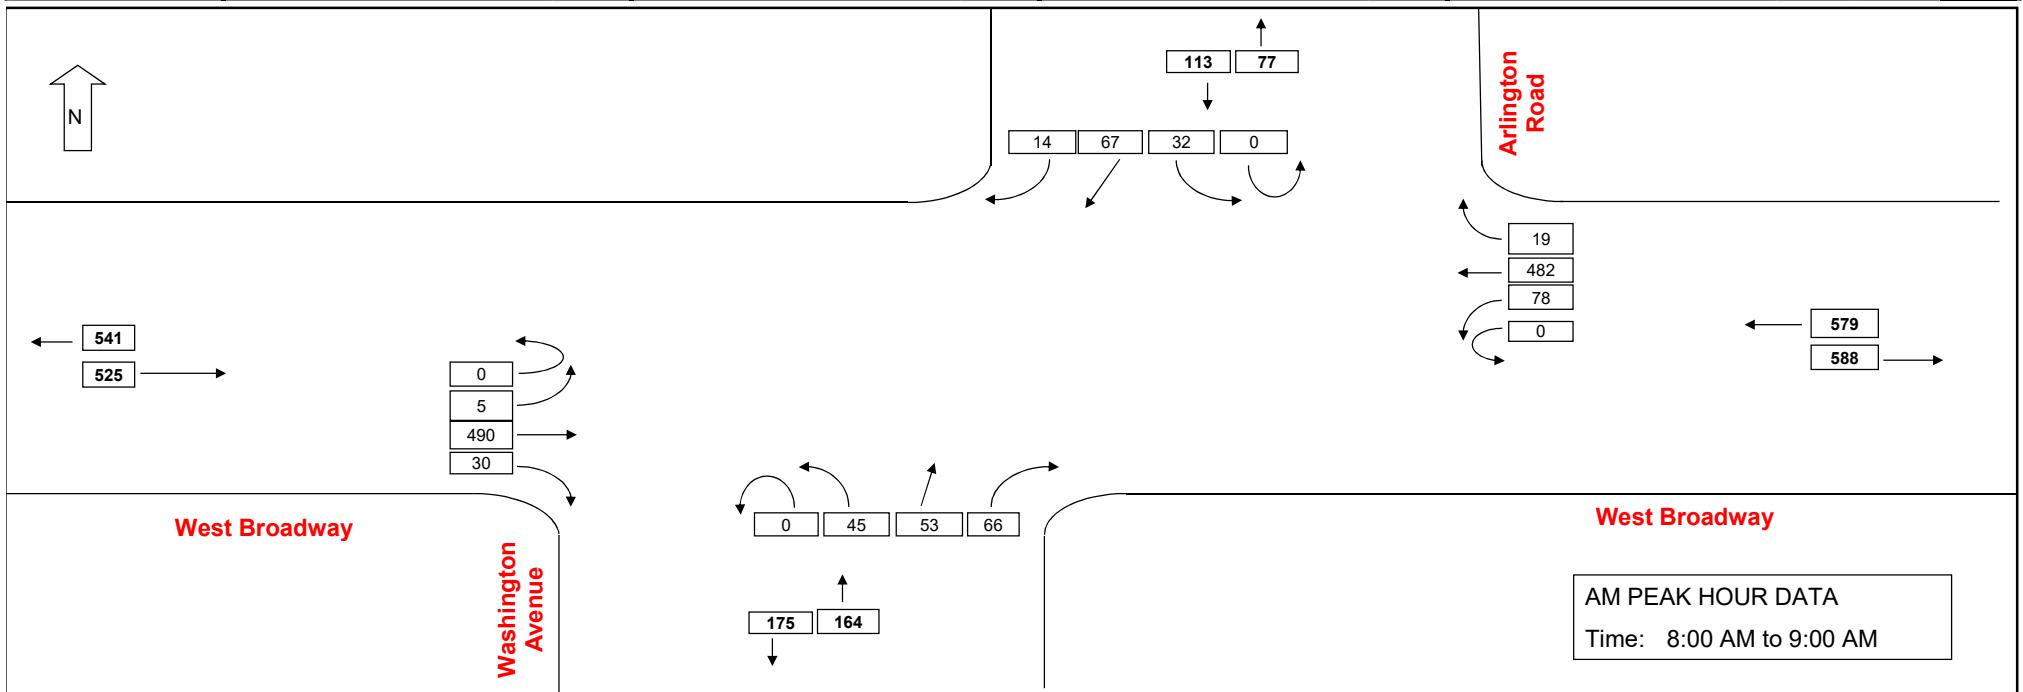 113 77
N
14 67 32 0
Arlington
Road
19
482
78
0
541
525
579
588
0
5
490
30
0 45 53 66
West Broadway
West Broadway
Washington
Avenue
175 164
AM PEAK HOUR DATA
Time: 8:00 AM to 9:00 AM